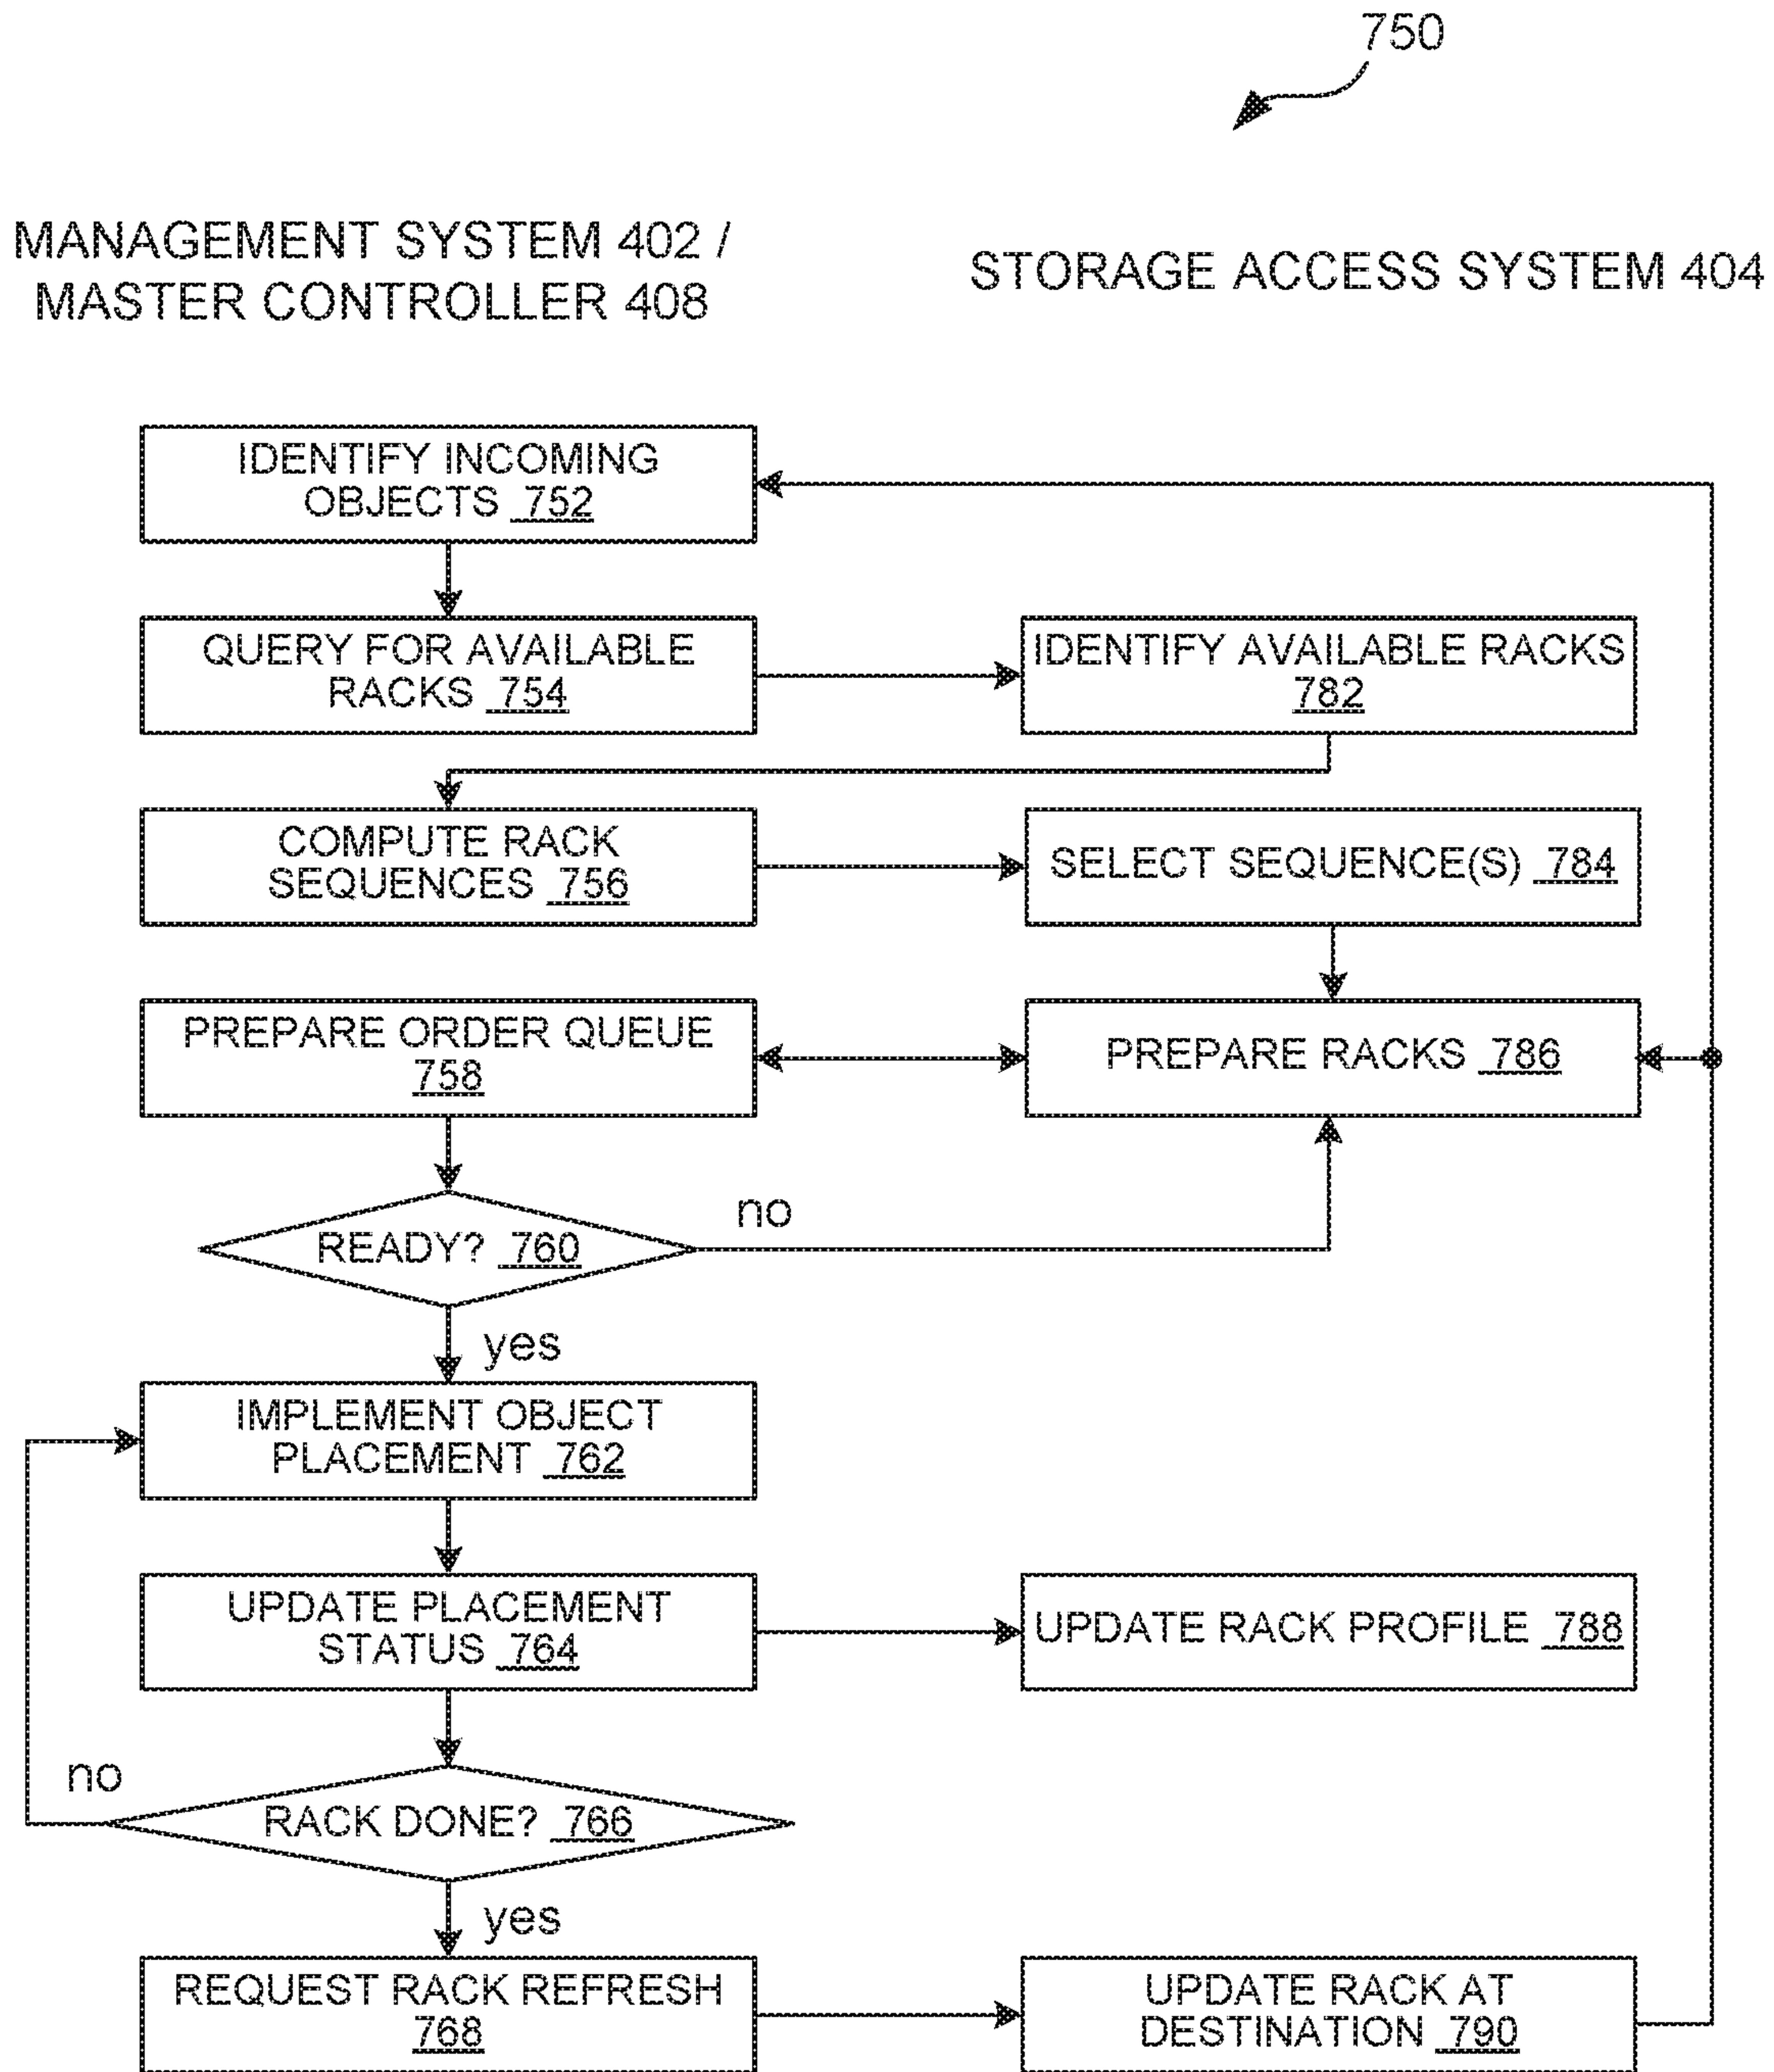 750
MANAGEMENT SYSTEM 402 /
MASTER CONTROLLER 408
STORAGE ACCESS SYSTEM 404
IDENTIFY INCOMING
OBJECTS 752
QUERY FOR AVAILABLE
RACKS 754
IDENTIFY AVAILABLE RACKS
782
COMPUTE RACK
SEQUENCES 756
SELECT SEQUENCE(S) 784
PREPARE ORDER QUEUE
758
PREPARE RACKS 786
READY? 760
no
yes
IMPLEMENT OBJECT
PLACEMENT 762
UPDATE PLACEMENT
STATUS 764
UPDATE RACK PROFILE 788
no
RACK DONE? 766
yes
REQUEST RACK REFRESH
768
UPDATE RACK AT
DESTINATION 790